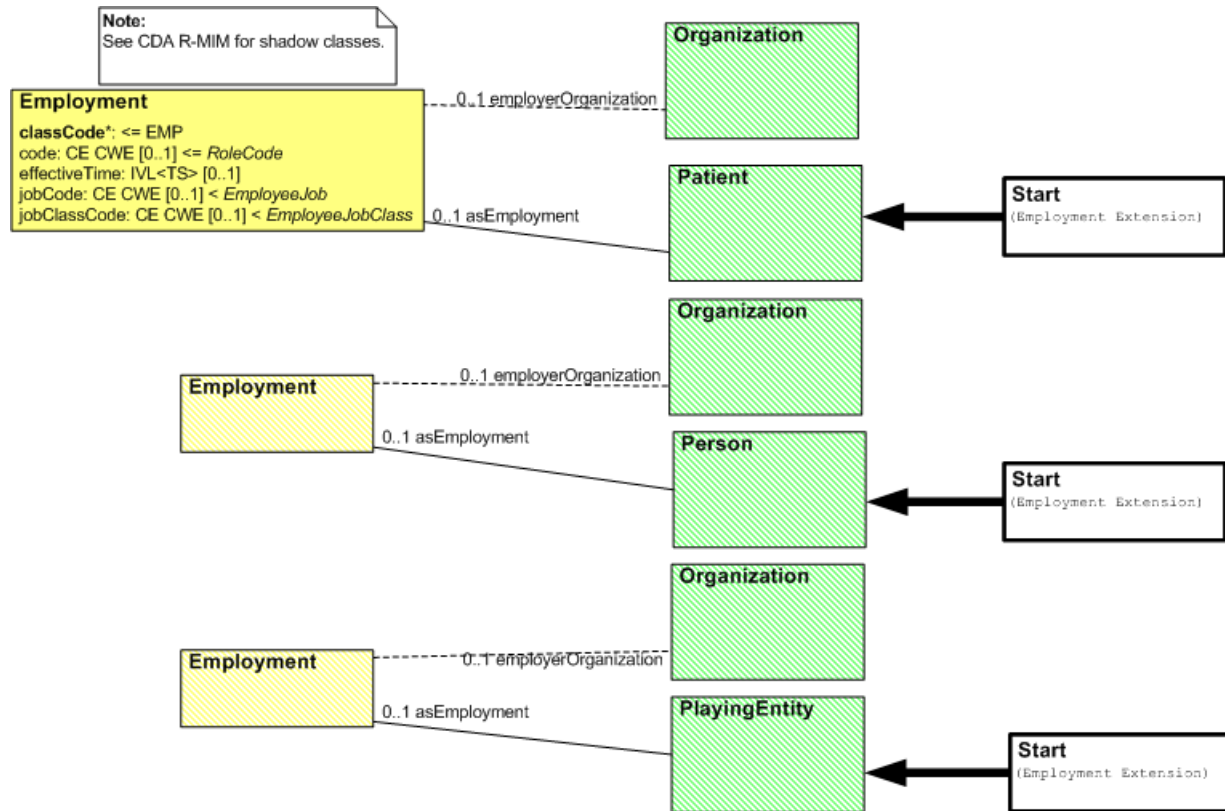 Note:
See CDA R-MIM for shadow classes.
Organization
Employment
0..1 employerOrganization
classCode*: <= EMP
code: CE CWE [0..1] <= RoleCode
effectiveTime: IVL<TS> [0..1]
jobCode: CE CWE [0..1] < EmployeeJob
jobClassCode: CE CWE [0..1] < EmployeeJobClass
Patient
0..1 asEmployment
Start
(Employment Extension)
Organization
0..1 employerOrganization
Employment
0..1 asEmployment
Person
Start
(Employment Extension)
Organization
Employment
0..1 employerOrganization
0..1 asEmployment
PlayingEntity
Start
(Employment Extension)